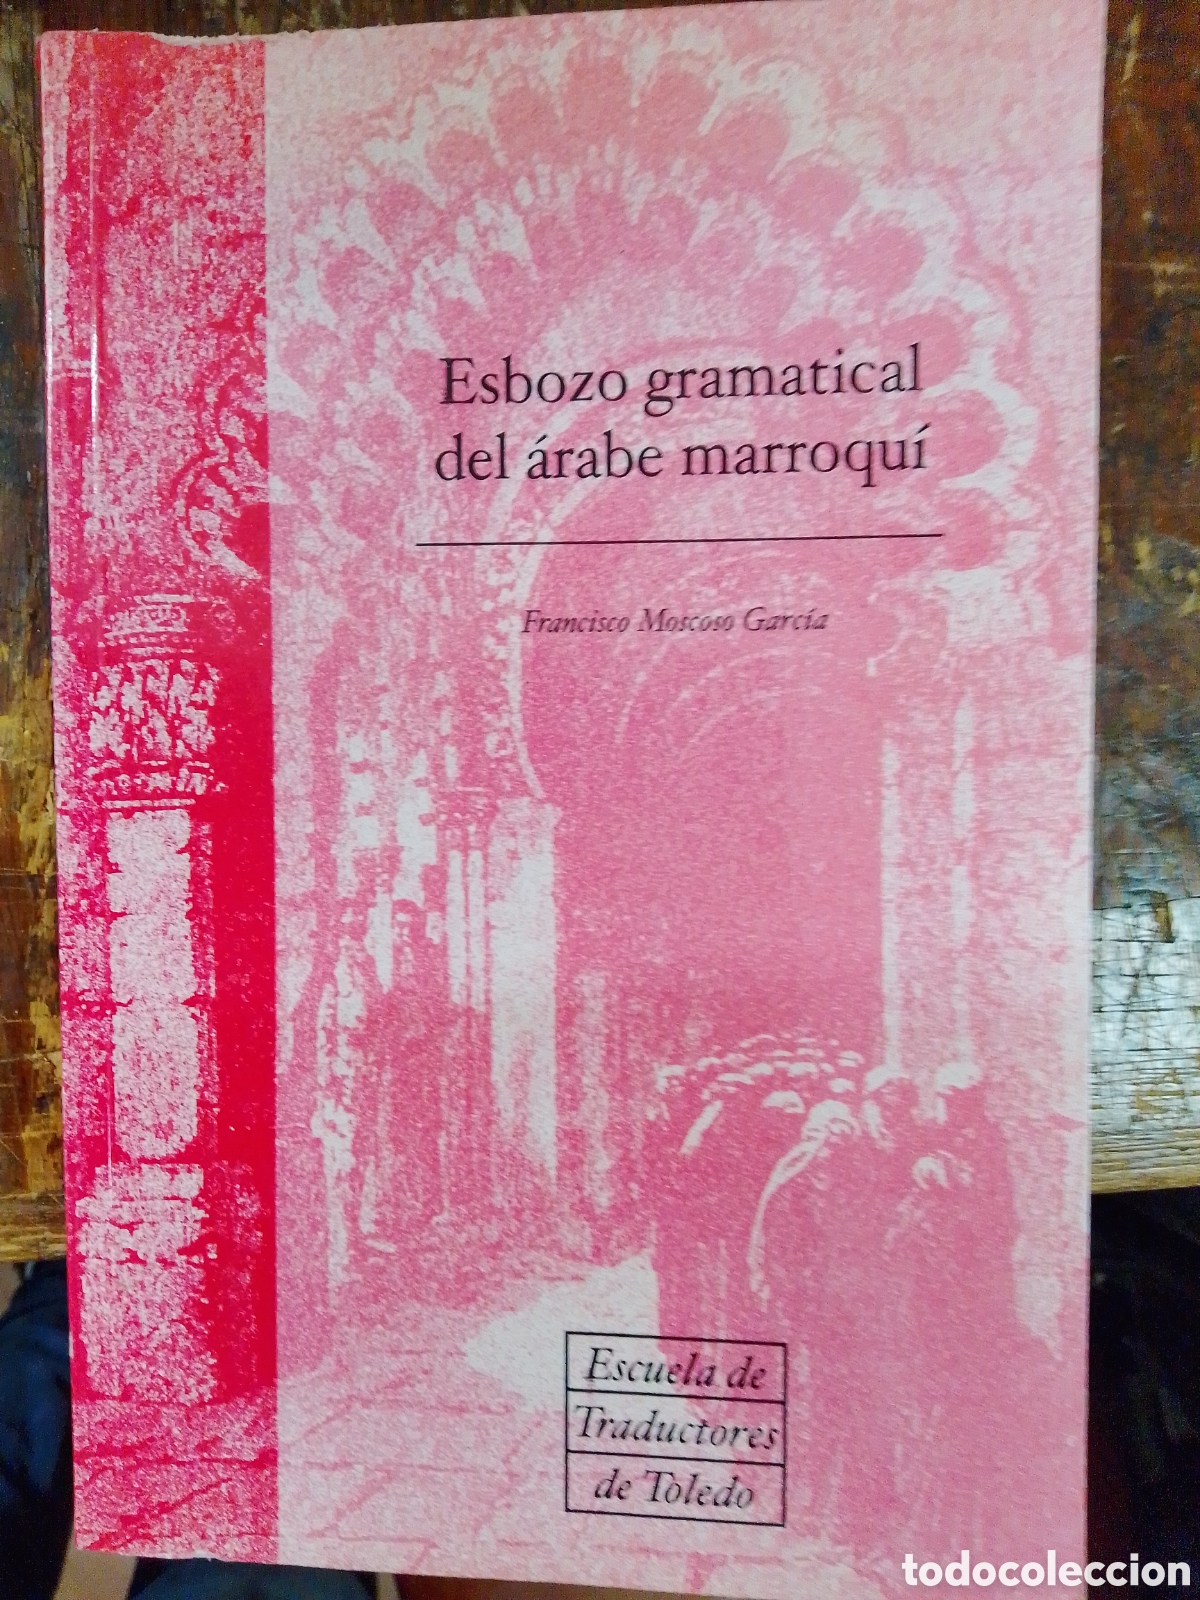 Esbozo gramatical
del árabe marroquí
Francisco Moscoso García
Escuela de
Traductores
de Toledo
todocoleccion